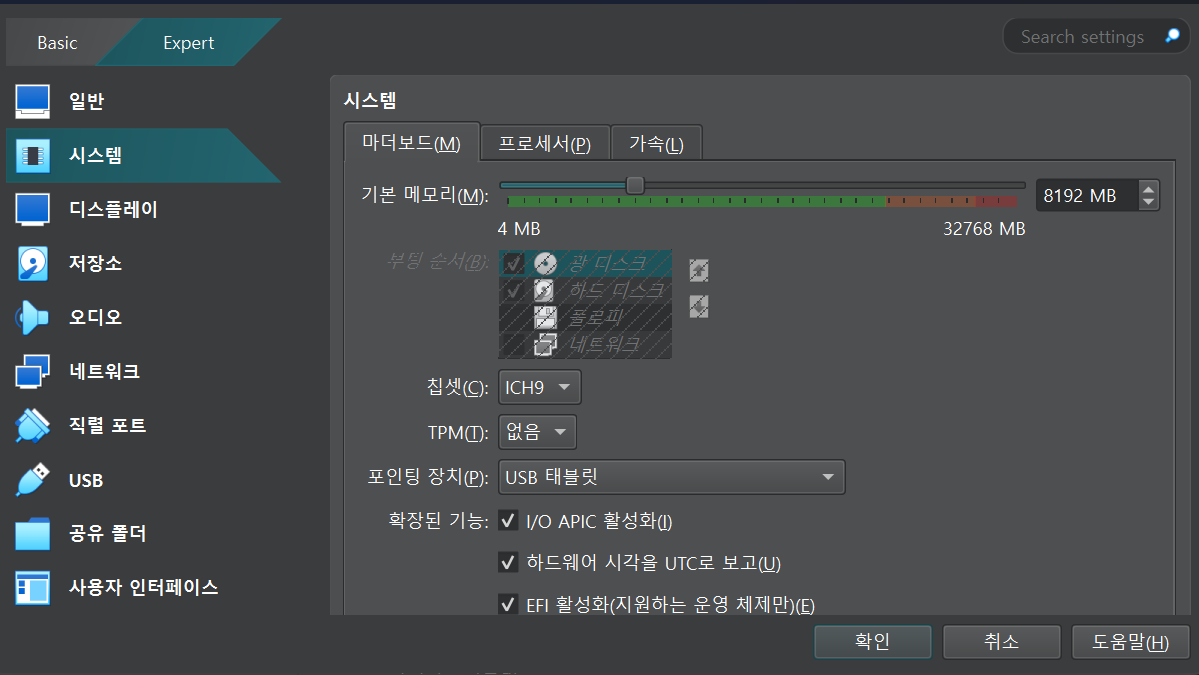 Basic Expert Search settings
일반
시스템
디스플레이
저장소
오디오
네트워크
직렬 포트
USB
공유 폴더
사용자 인터페이스
시스템
마더보드(M) 프로세서(P) 가속(L)
기본 메모리(M): 8192 MB
4 MB 32768 MB
부팅 순서(B): 광 디스크
하드 디스크
플로피
네트워크
칩셋(C): ICH9
TPM(T): 없음
포인팅 장치(P): USB 태블릿
확장된 기능: I/O APIC 활성화(I)
하드웨어 시각을 UTC로 보고(U)
EFI 활성화(지원하는 운영 체제만)(E)
확인 취소 도움말(H)